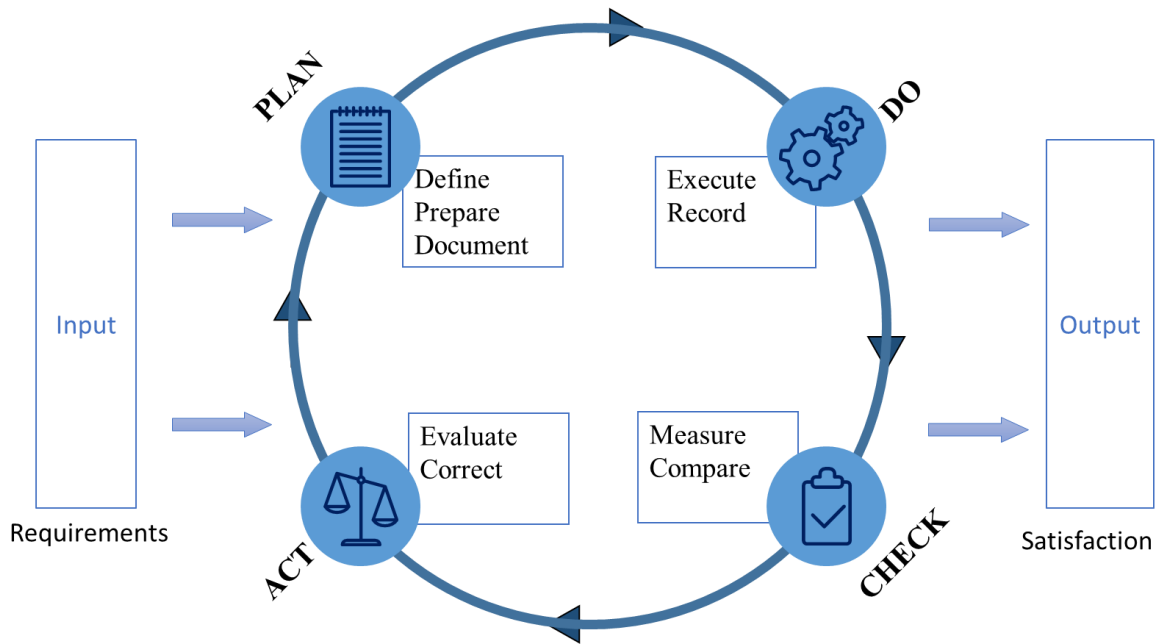 PLAN
DO
Define
Prepare
Document
Execute
Record
Input
Output
Evaluate
Correct
Measure
Compare
Requirements
Satisfaction
ACT
CHECK